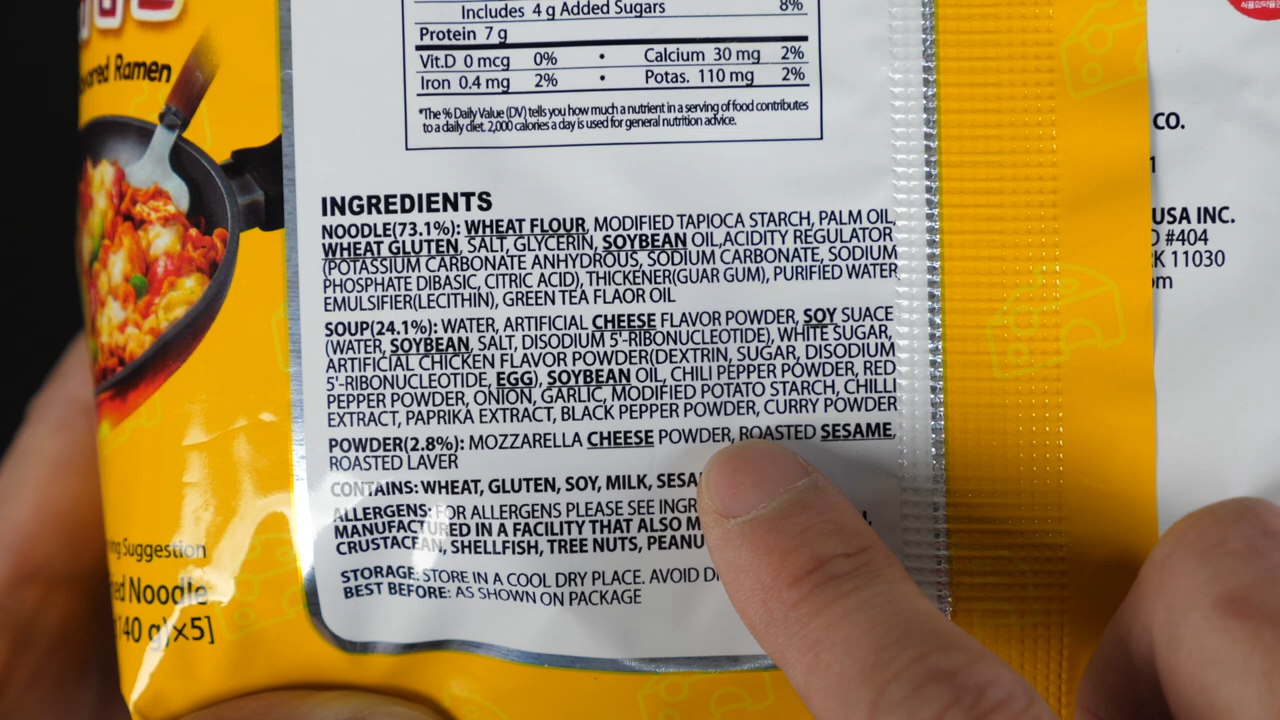 vored Ramen
Includes 4 g Added Sugars 8%
Protein 7 g
Vit.D 0 mcg 0% • Calcium 30 mg 2%
Iron 0.4 mg 2% • Potas. 110 mg 2%
*The % Daily Value (DV) tells you how much a nutrient in a serving of food contributes
to a daily diet. 2,000 calories a day is used for general nutrition advice.
INGREDIENTS
NOODLE(73.1%): WHEAT FLOUR, MODIFIED TAPIOCA STARCH, PALM OIL,
WHEAT GLUTEN, SALT, GLYCERIN, SOYBEAN OIL,ACIDITY REGULATOR
(POTASSIUM CARBONATE ANHYDROUS, SODIUM CARBONATE, SODIUM
PHOSPHATE DIBASIC, CITRIC ACID), THICKENER(GUAR GUM), PURIFIED WATER,
EMULSIFIER(LECITHIN), GREEN TEA FLAOR OIL
SOUP(24.1%): WATER, ARTIFICIAL CHEESE FLAVOR POWDER, SOY SUACE
(WATER, SOYBEAN, SALT, DISODIUM 5'-RIBONUCLEOTIDE), WHITE SUGAR,
ARTIFICIAL CHICKEN FLAVOR POWDER(DEXTRIN, SUGAR, DISODIUM
5'-RIBONUCLEOTIDE, EGG), SOYBEAN OIL, CHILI PEPPER POWDER, RED
PEPPER POWDER, ONION, GARLIC, MODIFIED POTATO STARCH, CHILLI
EXTRACT, PAPRIKA EXTRACT, BLACK PEPPER POWDER, CURRY POWDER
POWDER(2.8%): MOZZARELLA CHEESE POWDER, ROASTED SESAME,
ROASTED LAVER
CONTAINS: WHEAT, GLUTEN, SOY, MILK, SESA
ALLERGENS: FOR ALLERGENS PLEASE SEE INGR
MANUFACTURED IN A FACILITY THAT ALSO M
CRUSTACEAN, SHELLFISH, TREE NUTS, PEANU
STORAGE: STORE IN A COOL DRY PLACE. AVOID DI
BEST BEFORE: AS SHOWN ON PACKAGE
ng Suggestion
ied Noodle
(140 g)×5]
CO.
1
USA INC.
#404
K 11030
om